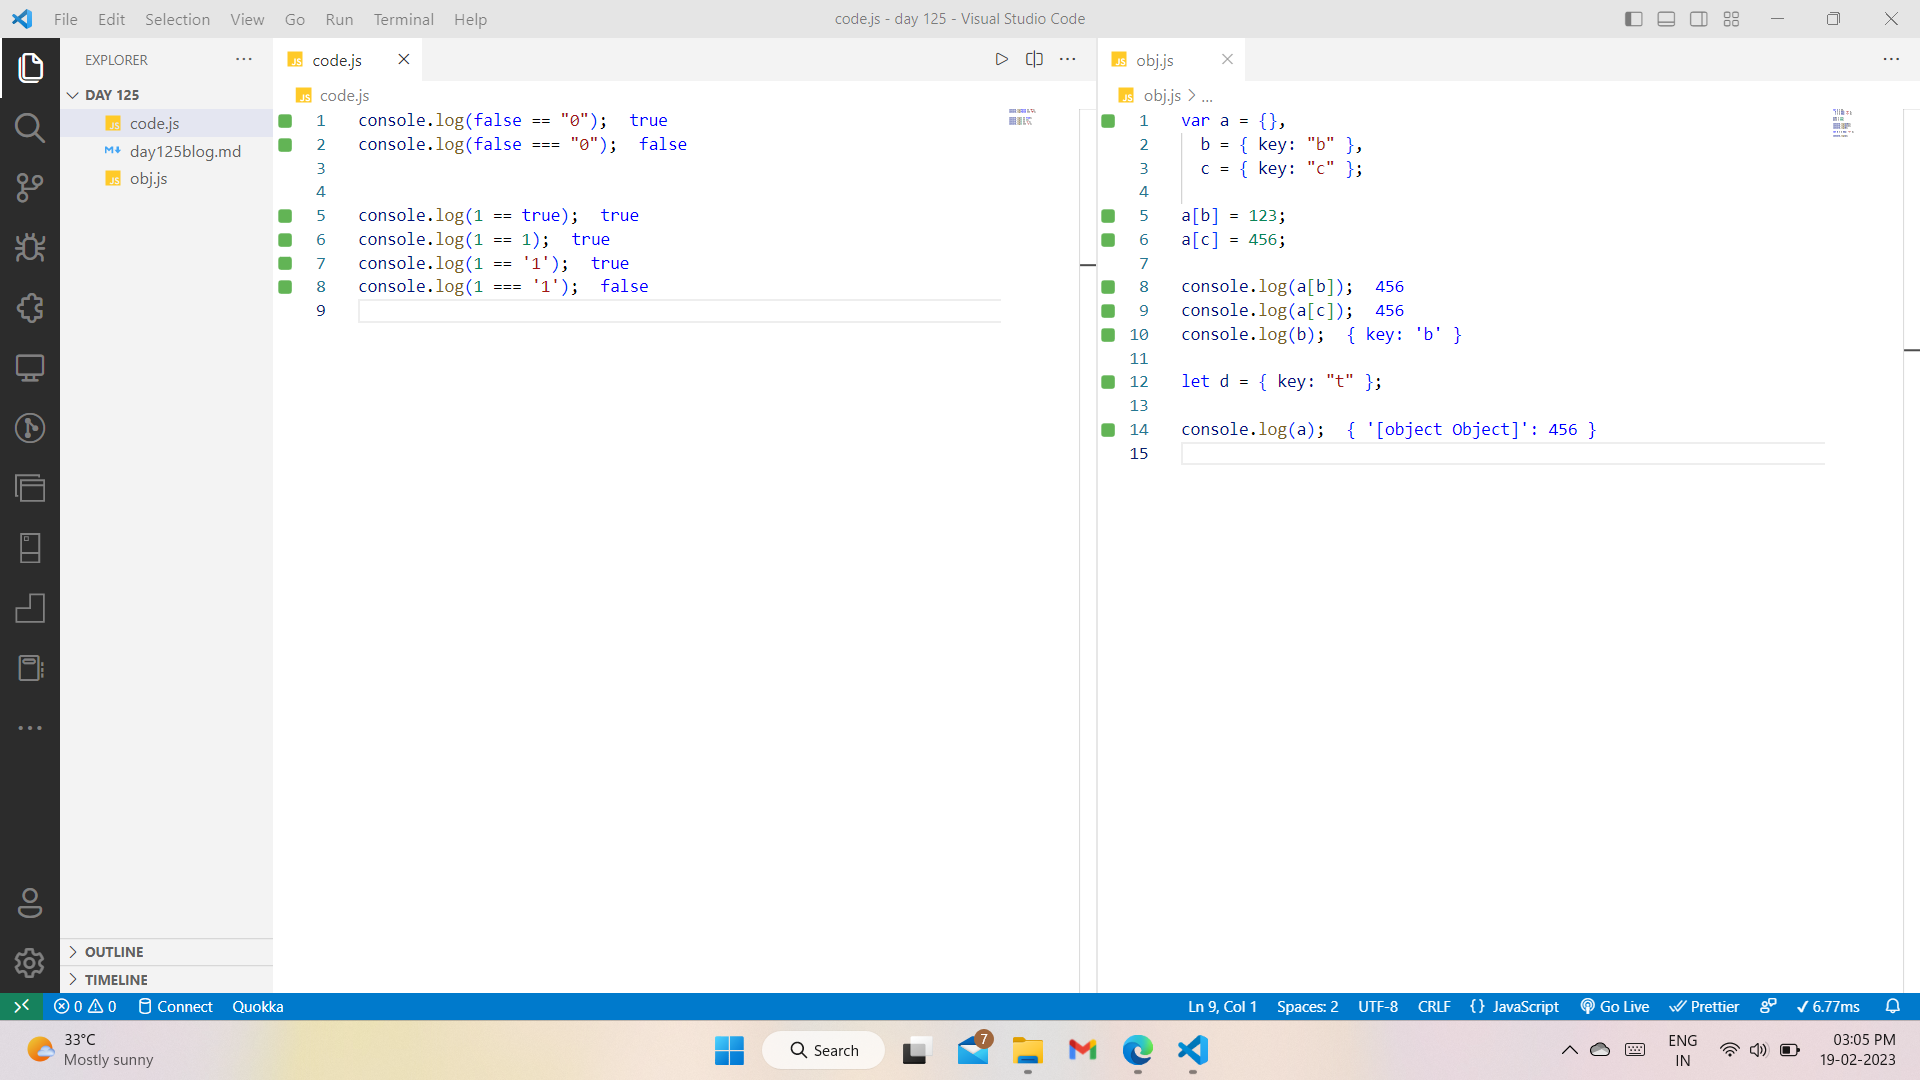 File Edit Selection View Go Run Terminal Help
code.js - day 125 - Visual Studio Code
EXPLORER
DAY 125
code.js
day125blog.md
obj.js
OUTLINE
TIMELINE
code.js
code.js
1 console.log(false == "0"); true
2 console.log(false === "0"); false
3
4
5 console.log(1 == true); true
6 console.log(1 == 1); true
7 console.log(1 == '1'); true
8 console.log(1 === '1'); false
9
obj.js
obj.js > ...
1 var a = {},
2 b = { key: "b" },
3 c = { key: "c" };
4
5 a[b] = 123;
6 a[c] = 456;
7
8 console.log(a[b]); 456
9 console.log(a[c]); 456
10 console.log(b); { key: 'b' }
11
12 let d = { key: "t" };
13
14 console.log(a); { '[object Object]': 456 }
15
0 0 Connect Quokka
Ln 9, Col 1 Spaces: 2 UTF-8 CRLF {} JavaScript Go Live Prettier 6.77ms
33°C
Mostly sunny
Search
7
ENG
IN
03:05 PM
19-02-2023